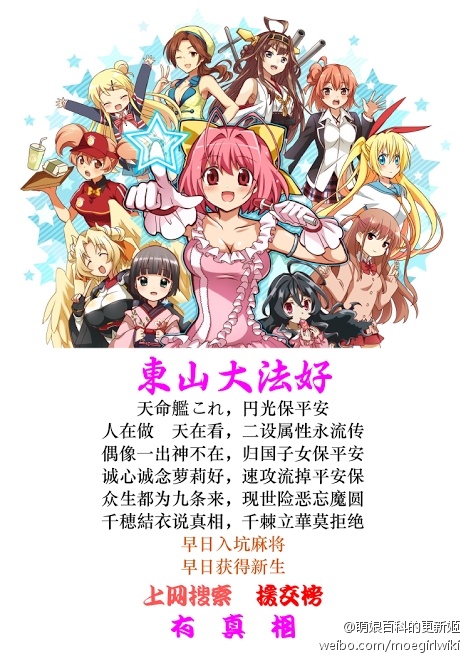 東山大法好
天命艦これ，円光保平安
人在做　天在看，二设属性永流传
偶像一出神不在，归国子女保平安
诚心诚念萝莉好，速攻流掉平安保
众生都为九条来，现世险恶忘魔圆
千穗結衣说真相，千棘立華莫拒绝
早日入坑麻将
早日获得新生
上网搜索　援交榜
有 真 相
@萌娘百科的更新姬
weibo.com/moegirlwiki